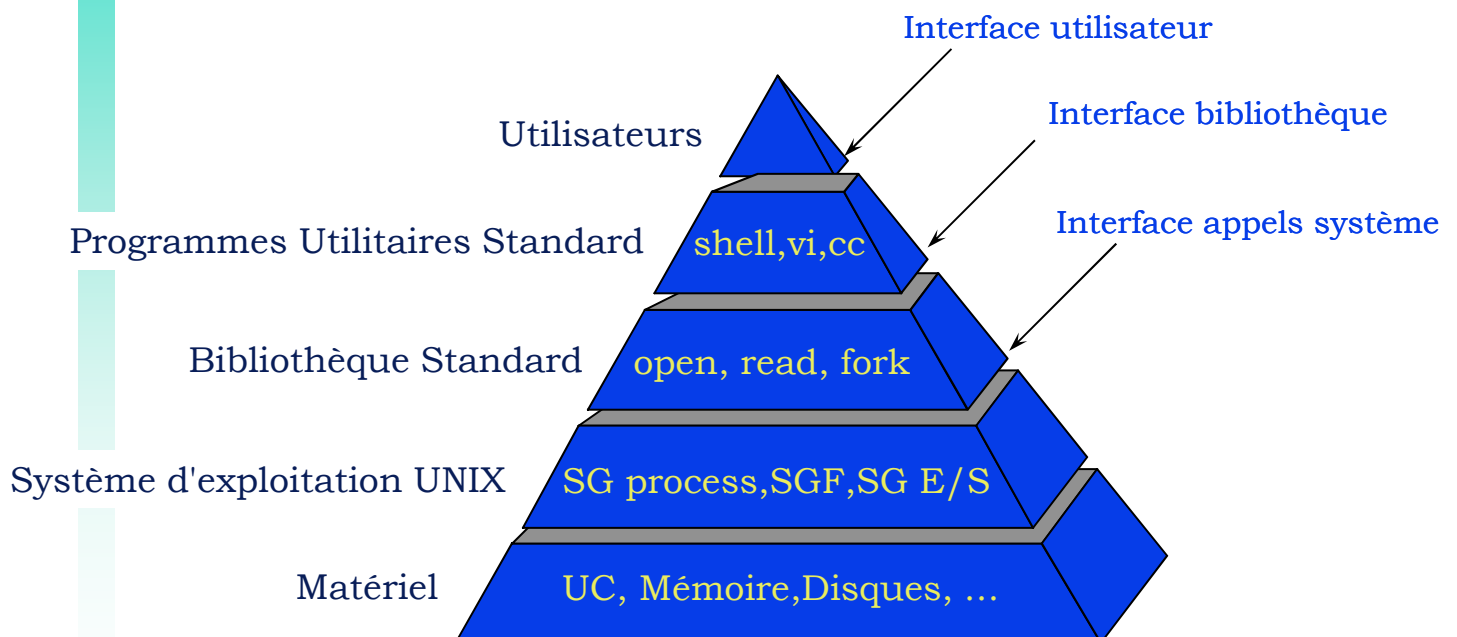 Interface utilisateur
Interface bibliothèque
Utilisateurs
Interface appels système
Programmes Utilitaires Standard
shell,vi,cc
Bibliothèque Standard
open, read, fork
Système d'exploitation UNIX
SG process,SGF,SG E/S
Matériel
UC, Mémoire,Disques, ...